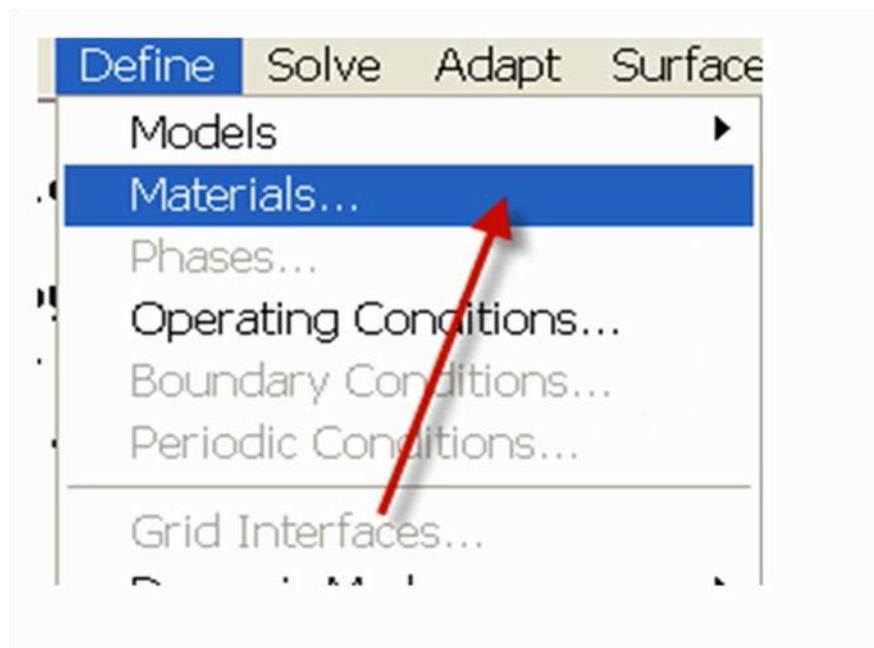 Define Solve Adapt Surface
Models
Materials...
Phases...
Operating Conditions...
Boundary Conditions...
Periodic Conditions...
Grid Interfaces...